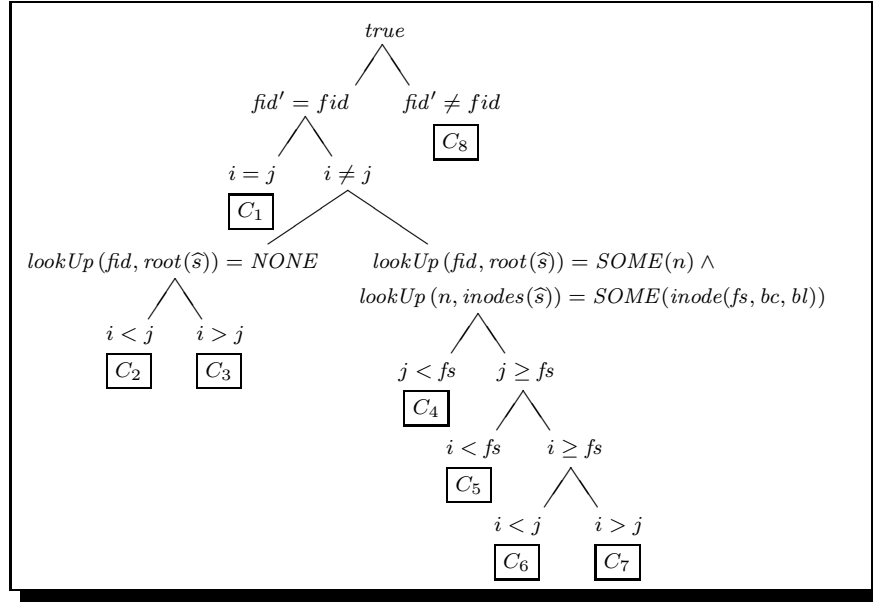 true
fid′ = fid fid′ ≠ fid
C₈
i = j i ≠ j
C₁
lookUp (fid, root(ŝ)) = NONE lookUp (fid, root(ŝ)) = SOME(n) ∧
lookUp (n, inodes(ŝ)) = SOME(inode(fs, bc, bl))
i < j i > j
C₂ C₃
j < fs j ≥ fs
C₄
i < fs i ≥ fs
C₅
i < j i > j
C₆ C₇